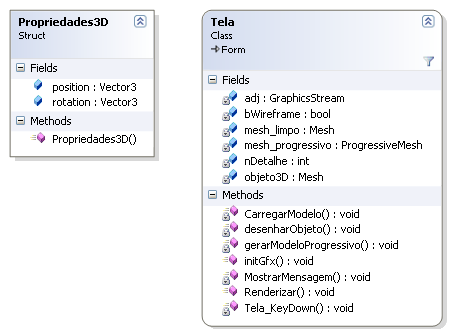 Propriedades3D
Struct
Fields
position : Vector3
rotation : Vector3
Methods
Propriedades3D()
Tela
Class
Form
Fields
adj : GraphicsStream
bWireframe : bool
mesh_limpo : Mesh
mesh_progressivo : ProgressiveMesh
nDetalhe : int
objeto3D : Mesh
Methods
CarregarModelo() : void
desenharObjeto() : void
gerarModeloProgressivo() : void
initGfx() : void
MostrarMensagem() : void
Renderizar() : void
Tela_KeyDown() : void